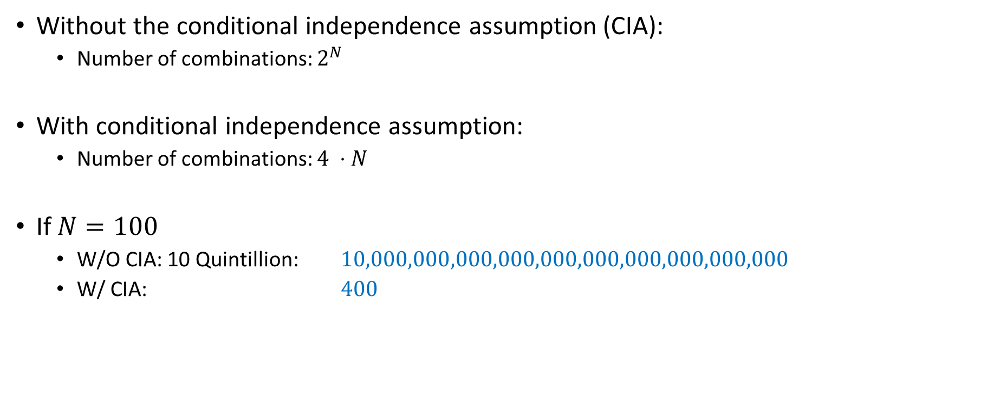 • Without the conditional independence assumption (CIA):
• Number of combinations: 2^N
• With conditional independence assumption:
• Number of combinations: 4 · N
• If N = 100
• W/O CIA: 10 Quintillion: 10,000,000,000,000,000,000,000,000,000,000
• W/ CIA: 400